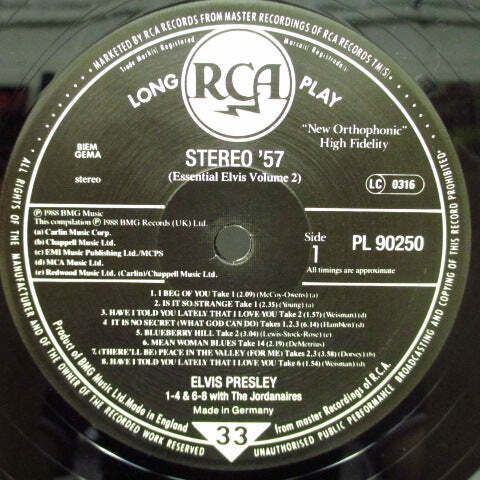 · MARKETED BY RCA RECORDS FROM MASTER RECORDINGS OF RCA RECORDS
Trade Mark(s) Registered
Marca(s) Registrada(s)
LONG RCA PLAY
"New Orthophonic"
High Fidelity
BIEM
GEMA
STEREO '57
(Essential Elvis Volume 2)
stereo
LC 0316
Ⓟ 1988 BMG Music
This compilation Ⓟ 1988 BMG Records (UK) Ltd.
(a) Carlin Music Corp.
(b) Chappell Music Ltd.
(c) EMI Music Publishing Ltd./MCPS
(d) MCA Music Ltd.
(e) Redwood Music Ltd. (Carlin)/Chappell Music Ltd.
Side
1
PL 90250
All timings are approximate
1. I BEG OF YOU Take 1 (2.09) (McCoy-Owens) (a)
2. IS IT SO STRANGE Take 1 (2.35) (Young) (a)
3. HAVE I TOLD YOU LATELY THAT I LOVE YOU Take 2 (1.57) (Weisman) (d)
4 IT IS NO SECRET (WHAT GOD CAN DO) Takes 1,2,3 (6.14) (Hamblen) (d)
5. BLUEBERRY HILL Take 2 (3.04) (Lewis-Stock-Rose) (c)
6. MEAN WOMAN BLUES Take 14 (2.19) (DeMetrius)
7. (THERE'LL BE) PEACE IN THE VALLEY (FOR ME) Takes 2,3 (3.58) (Dorsey) (b)
8. HAVE I TOLD YOU LATELY THAT I LOVE YOU Take 6 (1.54) (Weisman) (d)
ELVIS PRESLEY
1-4 & 6-8 with The Jordanaires
Made in Germany
33
Product of BMG Music Ltd. Made in England
from master Recordings of R.C.A.
ALL RIGHTS OF THE MANUFACTURER AND OF THE OWNER OF THE RECORDED WORK RESERVED
UNAUTHORISED PUBLIC PERFORMANCE BROADCASTING AND COPYING OF THIS RECORD PROHIBITED